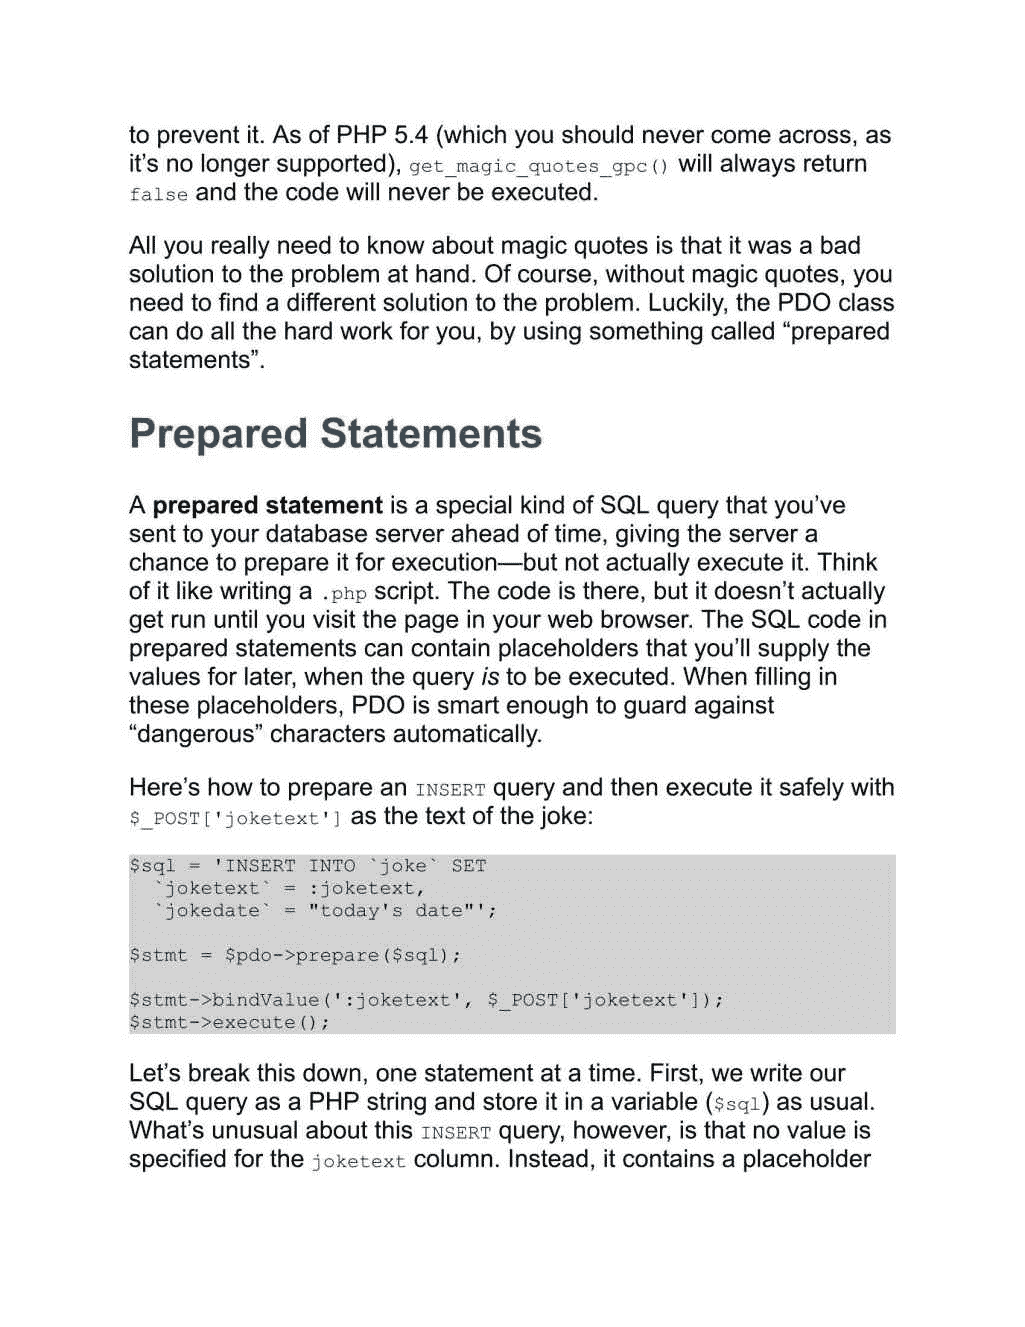 to prevent it. As of PHP 5.4 (which you should never come across, as
it’s no longer supported), get_magic_quotes_gpc() will always return
false and the code will never be executed.
All you really need to know about magic quotes is that it was a bad
solution to the problem at hand. Of course, without magic quotes, you
need to find a different solution to the problem. Luckily, the PDO class
can do all the hard work for you, by using something called “prepared
statements”.
Prepared Statements
A prepared statement is a special kind of SQL query that you’ve
sent to your database server ahead of time, giving the server a
chance to prepare it for execution—but not actually execute it. Think
of it like writing a .php script. The code is there, but it doesn’t actually
get run until you visit the page in your web browser. The SQL code in
prepared statements can contain placeholders that you’ll supply the
values for later, when the query is to be executed. When filling in
these placeholders, PDO is smart enough to guard against
“dangerous” characters automatically.
Here’s how to prepare an INSERT query and then execute it safely with
$_POST['joketext'] as the text of the joke:
$sql = 'INSERT INTO `joke` SET
  `joketext` = :joketext,
  `jokedate` = "today's date"';
$stmt = $pdo->prepare($sql);
$stmt->bindValue(':joketext', $_POST['joketext']);
$stmt->execute();
Let’s break this down, one statement at a time. First, we write our
SQL query as a PHP string and store it in a variable ($sql) as usual.
What’s unusual about this INSERT query, however, is that no value is
specified for the joketext column. Instead, it contains a placeholder